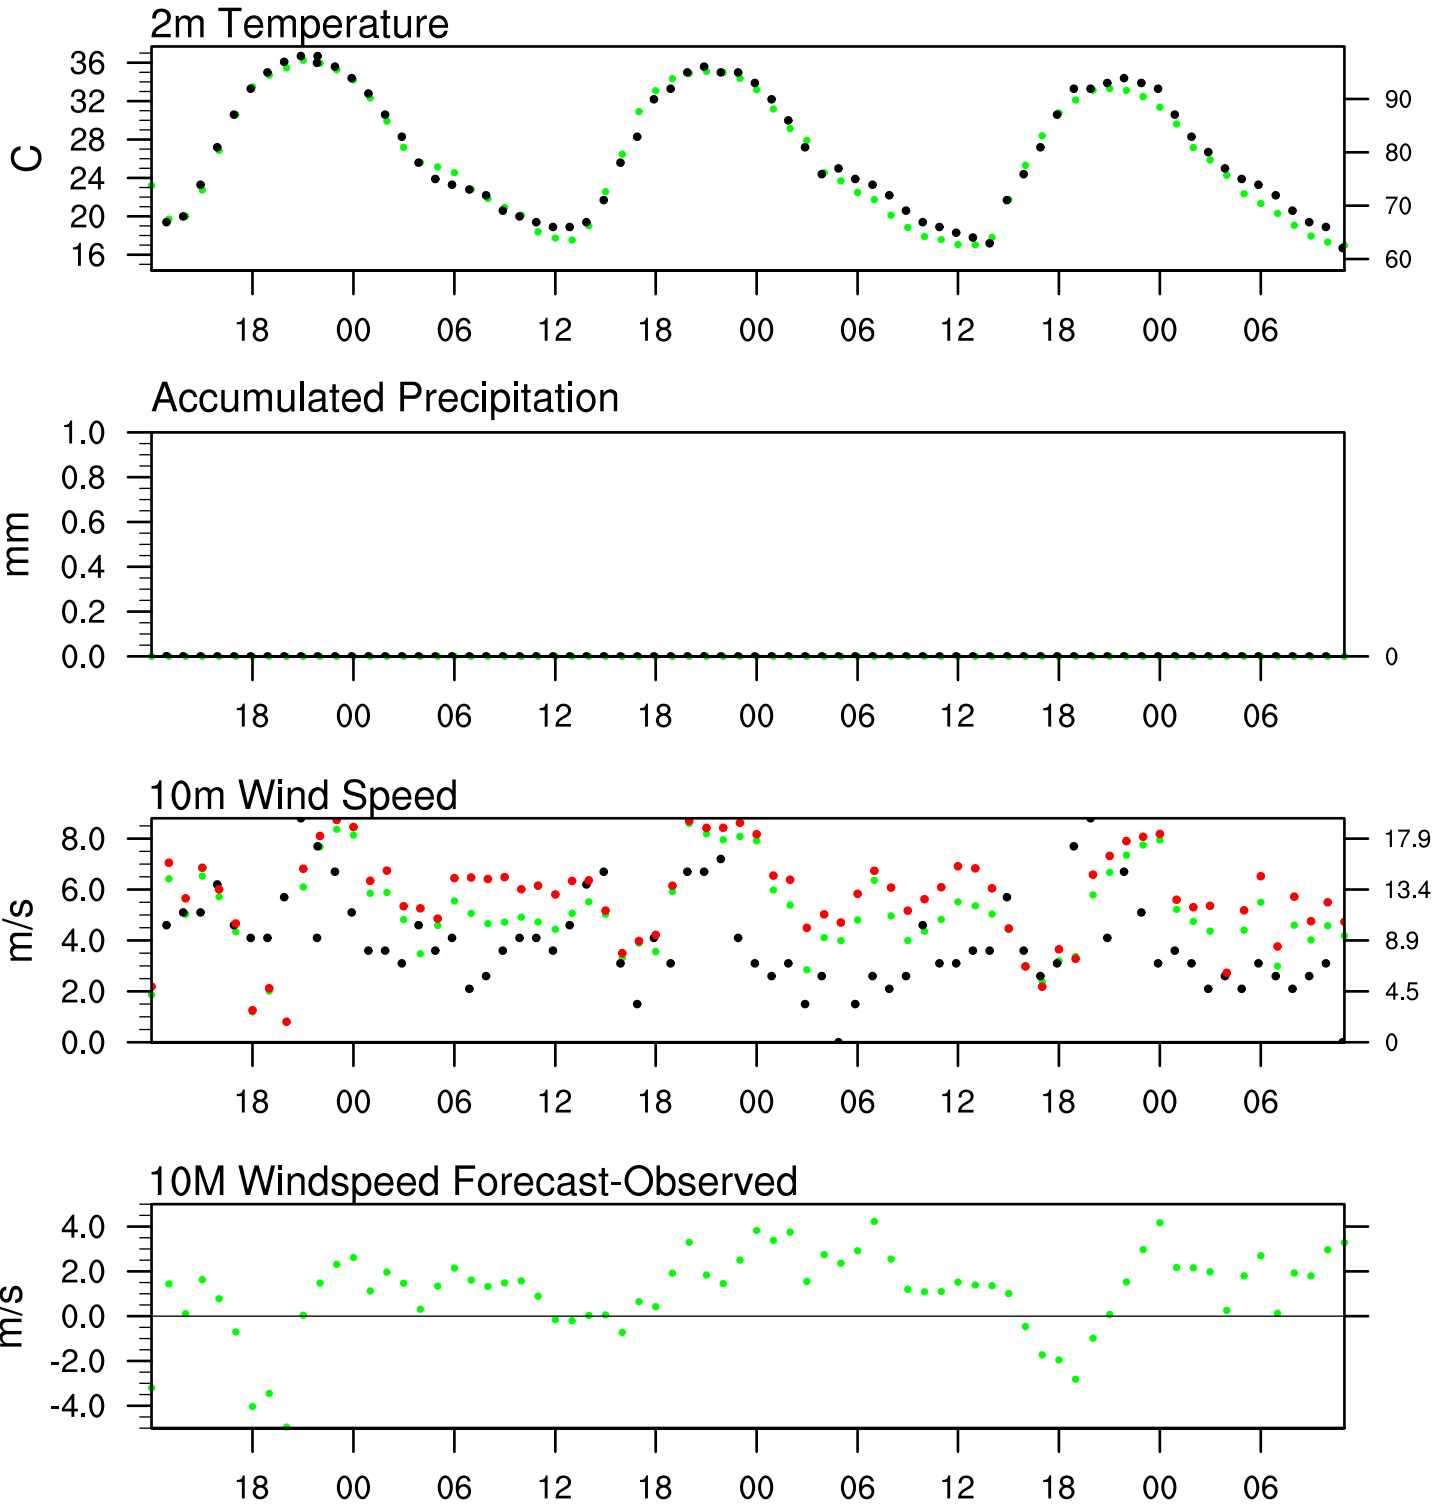 2m Temperature
36
32
28
24
20
16
C
90
80
70
60
18 00 06 12 18 00 06 12 18 00 06
Accumulated Precipitation
1.0
0.8
0.6
0.4
0.2
0.0
mm
0
18 00 06 12 18 00 06 12 18 00 06
10m Wind Speed
8.0
6.0
4.0
2.0
0.0
m/s
17.9
13.4
8.9
4.5
0
18 00 06 12 18 00 06 12 18 00 06
10M Windspeed Forecast-Observed
4.0
2.0
0.0
-2.0
-4.0
m/s
18 00 06 12 18 00 06 12 18 00 06